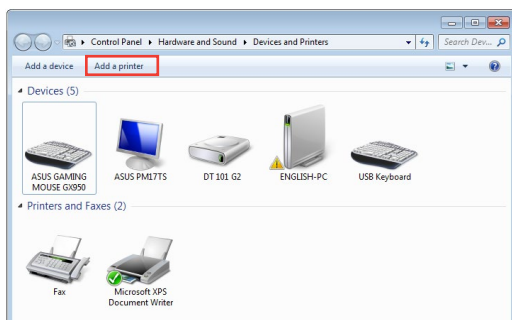 Control Panel ▸ Hardware and Sound ▸ Devices and Printers
Search Dev...
Add a device
Add a printer
Devices (5)
ASUS GAMING
MOUSE GX950
ASUS PM17TS
DT 101 G2
ENGLISH-PC
USB Keyboard
Printers and Faxes (2)
Fax
Microsoft XPS
Document Writer